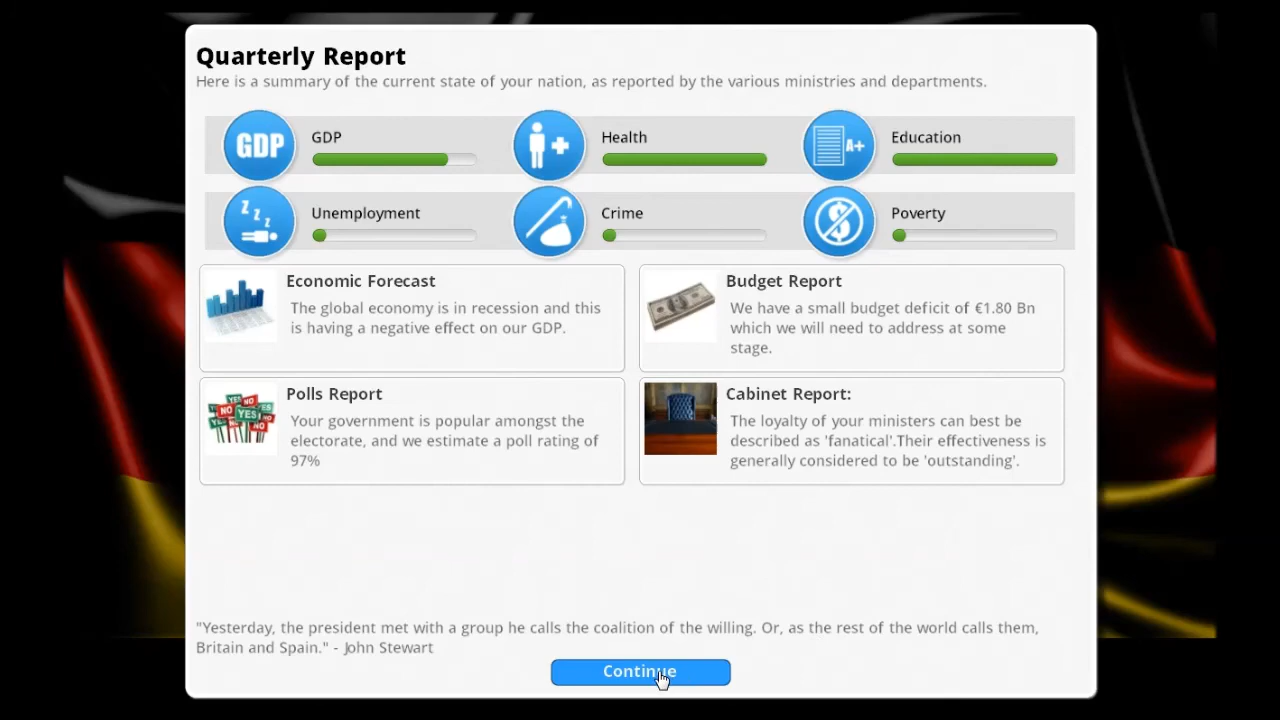 Quarterly Report
Here is a summary of the current state of your nation, as reported by the various ministries and departments.
GDP
GDP
Health
A+
Education
Z Z Z
Unemployment
Crime
$
Poverty
Economic Forecast
The global economy is in recession and this
is having a negative effect on our GDP.
Budget Report
We have a small budget deficit of €1.80 Bn
which we will need to address at some
stage.
YES NO YES NO YES NO
Polls Report
Your government is popular amongst the
electorate, and we estimate a poll rating of
97%
Cabinet Report:
The loyalty of your ministers can best be
described as 'fanatical'.Their effectiveness is
generally considered to be 'outstanding'.
"Yesterday, the president met with a group he calls the coalition of the willing. Or, as the rest of the world calls them,
Britain and Spain." - John Stewart
Continue